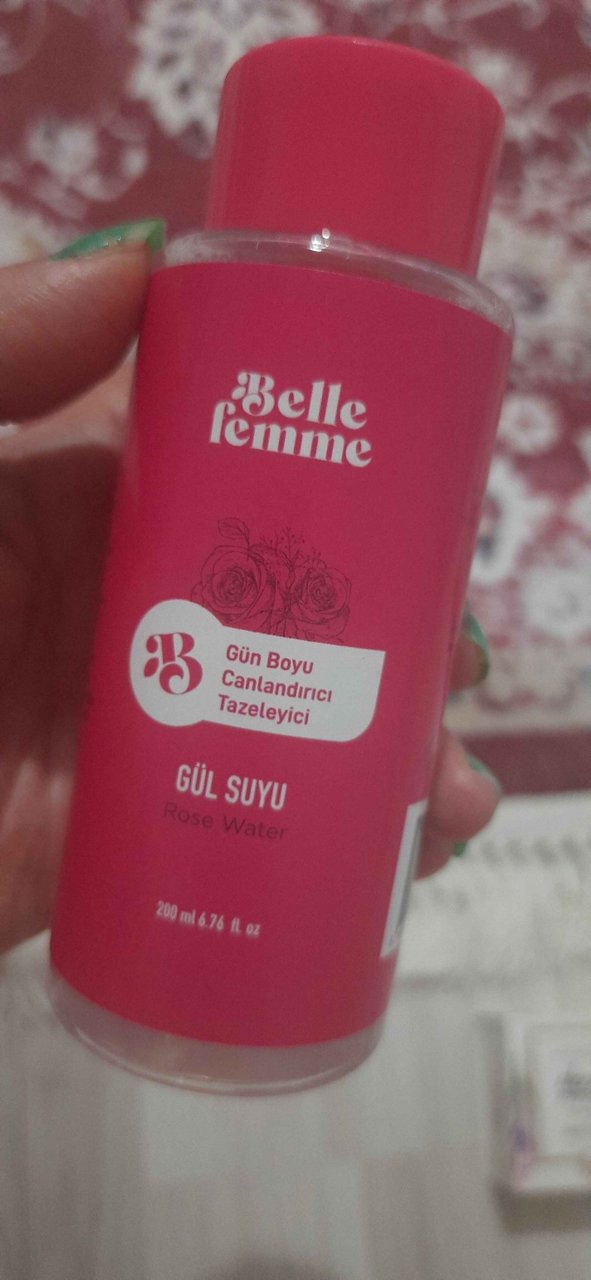 Belle
femme
B
Gün Boyu
Canlandırıcı
Tazeleyici
GÜL SUYU
Rose Water
200 ml 6.76 fl. oz